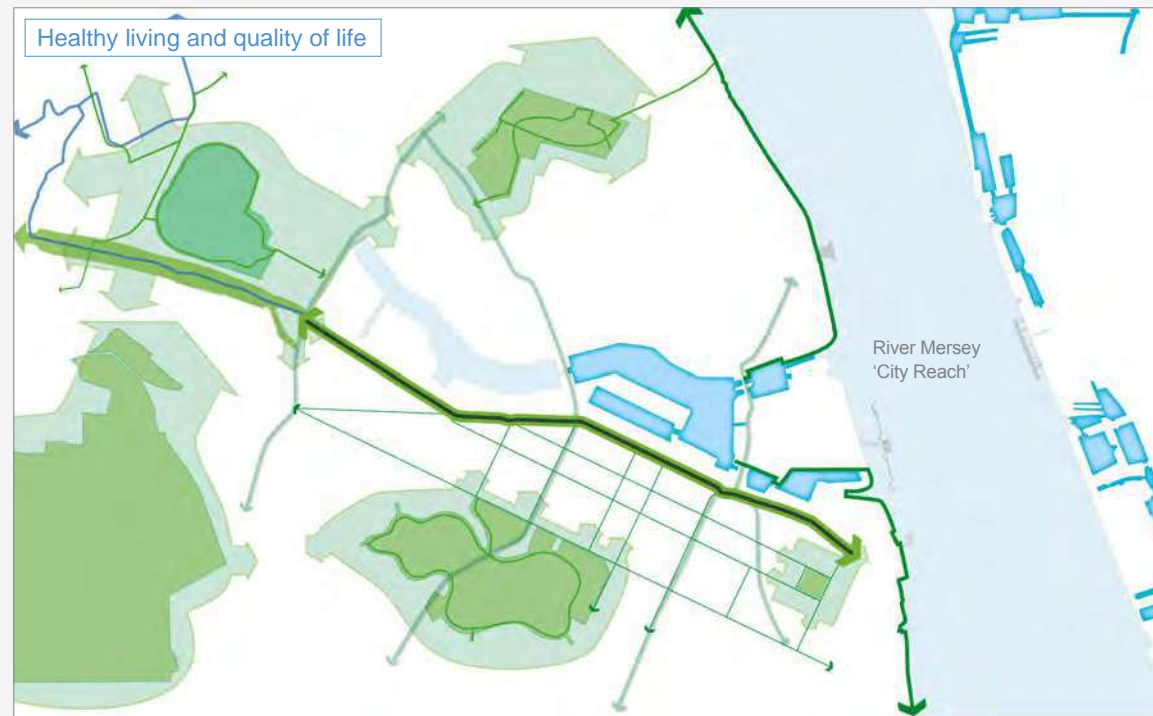 Healthy living and quality of life
River Mersey
‘City Reach’